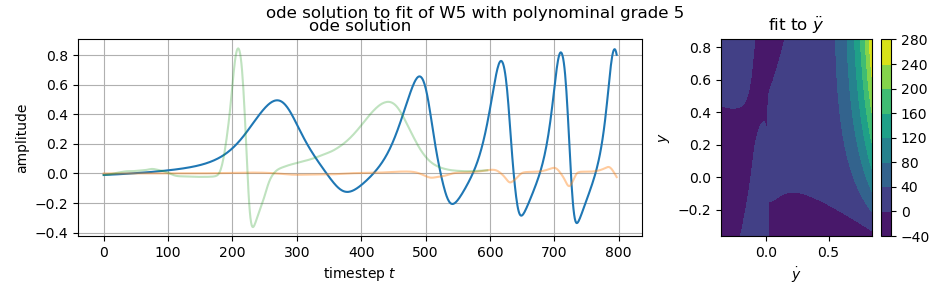 ode solution to fit of W5 with polynominal grade 5
ode solution
fit to ÿ
amplitude
0.8
0.6
0.4
0.2
0.0
−0.2
−0.4
0 100 200 300 400 500 600 700 800
timestep t
y
0.8
0.6
0.4
0.2
0.0
−0.2
0.0 0.5
ẏ
280
240
200
160
120
80
40
0
−40